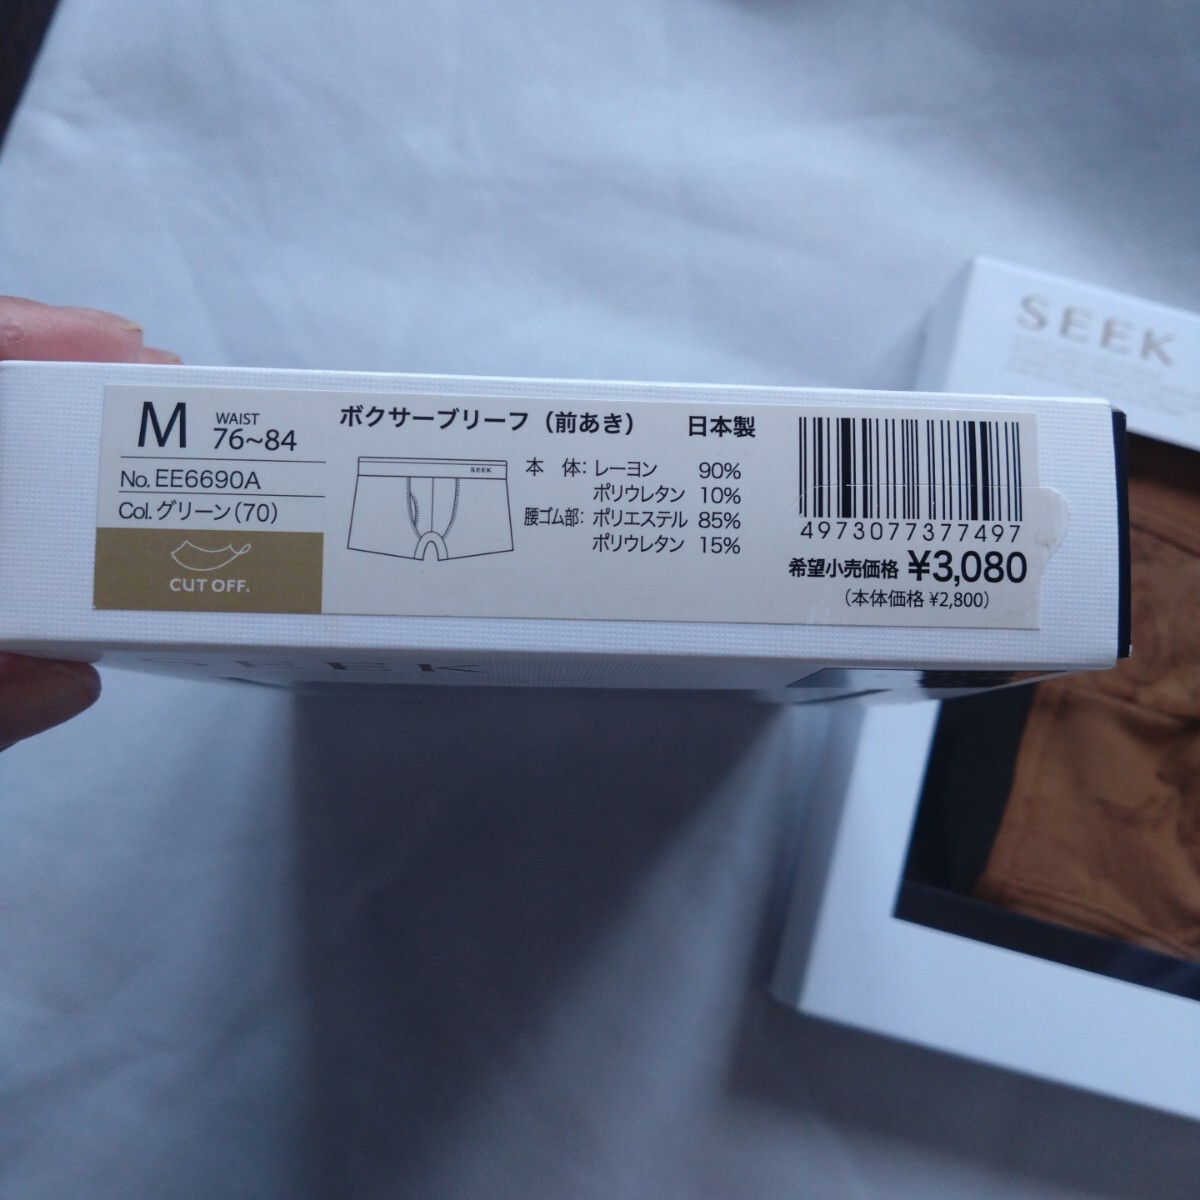 M WAIST 76~84
No. EE6690A
Col. グリーン(70)
CUT OFF.
ボクサーブリーフ（前あき） 日本製
SEEK
本 体: レーヨン 90%
ポリウレタン 10%
腰ゴム部: ポリエステル 85%
ポリウレタン 15%
4973077377497
希望小売価格 ¥3,080
（本体価格 ¥2,800）
SEEK
SEEK